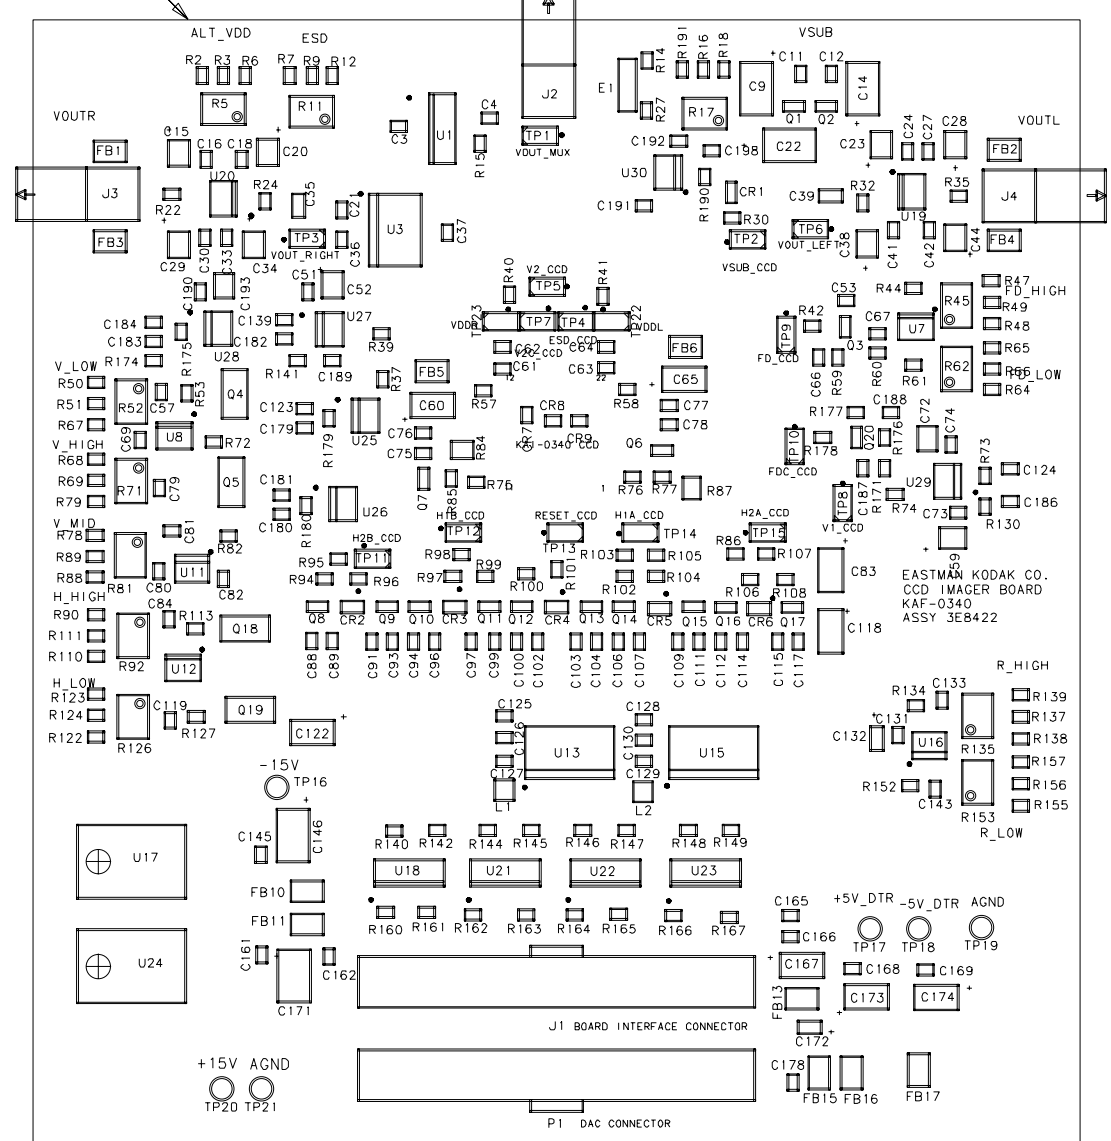 ALT_VDD
ESD
VSUB
R2 R3 R6 R7 R9 R12
R14 R191 R16 R18 C11 C12
R5 R11 C4 J2 E1 R27 R17 C9 C14
VOUTR
VOUTL
Q1 Q2
C15 C16 C18 C20 C3 U1 R15 TP1
VOUT_MUX
C192 C198 C22 C23 C24 C27 C28
FB1 FB2
U20 U30
J3 R22 R24 C35 C21 U3 C37
C191 R190 CR1 R30 C39 R32 U19 R35 J4
FB3 C29 C30 C33 C34 TP3 C36
VOUT_RIGHT
TP2 TP6 C38 C41 C42 C44 FB4
VOUT_LEFT
VSUB_CCD
V2_CCD
C190 C193 C51 C52 R40 TP5 R41
C53 R44 R47
FD_HIGH
R45 R49
C184 C139 U27 VDDR TP23 TP7 TP4 TP22 VDDL
ESD_CCD
TP9 R42 C67 U7 R48
C183 R175 C182 R39 Q3
U28 C62 V2O_CCD C64 FB6
FD_CCD
R65
R174 R141 C189 C61 C63
C66 R59 R60 R61 R62 R66
FD_LOW
V_LOW
12 22
R50 R37 FB5 C65 R64
R51 R52 C57 R53 Q4 C123 C60 R57 R58 C77
R177 C188
R67 C69 U8 R72 C179 R179 U25 C76 CR7 CR8 CR9 C78
Q20 R176 C72 C74
V_HIGH
KAF-0340 CCD
C75 R84 Q6 TP10 R178 R73
R68
FDC_CCD
C124
R69 R71 C79 Q5 C181 Q7 R85 R75 R76 R77 R87
C187 R171 R74 U29
R79 C180 R180 U26 1
TP8 C73 C186
V_MID
H1B_CCD RESET_CCD H1A_CCD H2A_CCD
V1_CCD
R130
R78 C81 R82
H2B_CCD
TP12 TP13 TP14 TP15
C59
R89 R81 C80 U11 R95 TP11 R98 R101 R103 R105 R86 R107
R88 C82 R94 R96 R97 R99 R100 R102 R104 R106 R108 C83
EASTMAN KODAK CO.
CCD IMAGER BOARD
KAF-0340
ASSY 3E8422
H_HIGH
C84
R90 R113 Q18 Q8 CR2 Q9 Q10 CR3 Q11 Q12 CR4 Q13 Q14 CR5 Q15 Q16 CR6 Q17 C118
R111
R110 R92 U12 C88 C89 C91 C93 C94 C96 C97 C99 C100 C102 C103 C104 C106 C107 C109 C111 C112 C114 C115 C117
H_LOW
R_HIGH
R123 C119 Q19 R134 C133 R139
R124 R127 C125 C128 C131 R137
R122 R126 C122 C126 U13 C130 U15 C132 U16 R135 R138
-15V
C127 C129 R157
TP16 L1 L2 R152 C143 R153 R156
R155
R_LOW
C145 C146 R140 R142 R144 R145 R146 R147 R148 R149
U17 U18 U21 U22 U23
FB10
FB11 R160 R161 R162 R163 R164 R165 R166 R167
C165
+5V_DTR -5V_DTR AGND
C166 TP17 TP18 TP19
U24 C161 C162 C167 C168 C169
C171 FB13 C173 C174
J1 BOARD INTERFACE CONNECTOR
C172
+15V AGND
C178
TP20 TP21 FB15 FB16 FB17
P1 DAC CONNECTOR